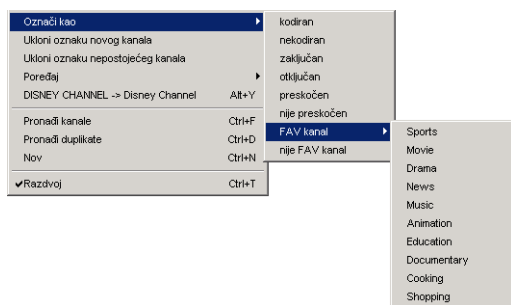 Označi kao
Ukloni oznaku novog kanala
Ukloni oznaku nepostojećeg kanala
Poređaj
DISNEY CHANNEL -> Disney Channel Alt+Y
Pronađi kanale Ctrl+F
Pronađi duplikate Ctrl+D
Nov Ctrl+N
Razdvoj Ctrl+T
kodiran
nekodiran
zaključan
otključan
preskočen
nije preskočen
FAV kanal
nije FAV kanal
Sports
Movie
Drama
News
Music
Animation
Education
Documentary
Cooking
Shopping